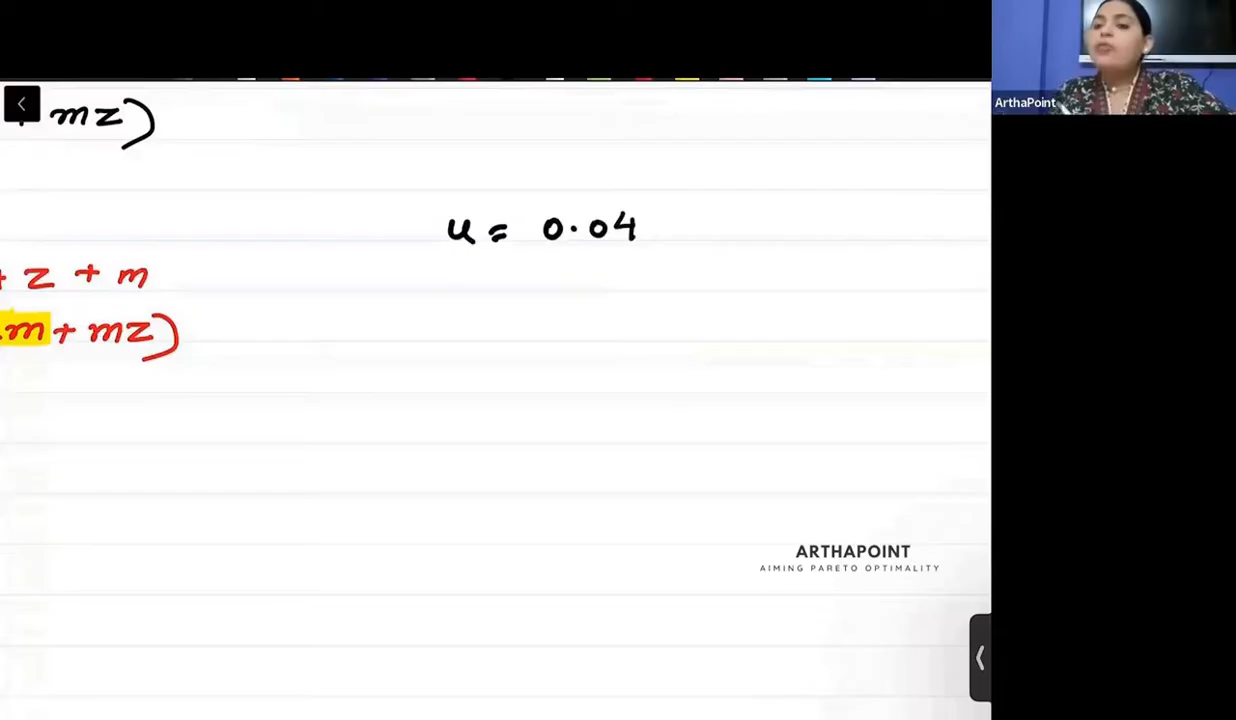 mz)
u = 0.04
+ z + m
m + mz)
ARTHAPOINT
AIMING PARETO OPTIMALITY
ArthaPoint